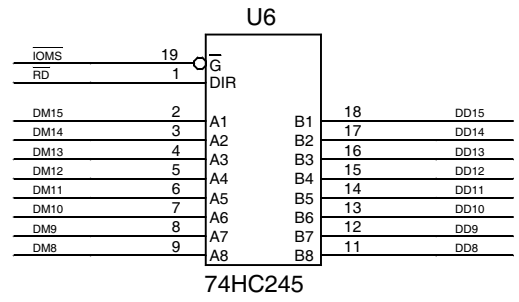 U6
IOMS 19 G
RD 1 DIR
DM15 2 A1 B1 18 DD15
DM14 3 A2 B2 17 DD14
DM13 4 A3 B3 16 DD13
DM12 5 A4 B4 15 DD12
DM11 6 A5 B5 14 DD11
DM10 7 A6 B6 13 DD10
DM9 8 A7 B7 12 DD9
DM8 9 A8 B8 11 DD8
74HC245